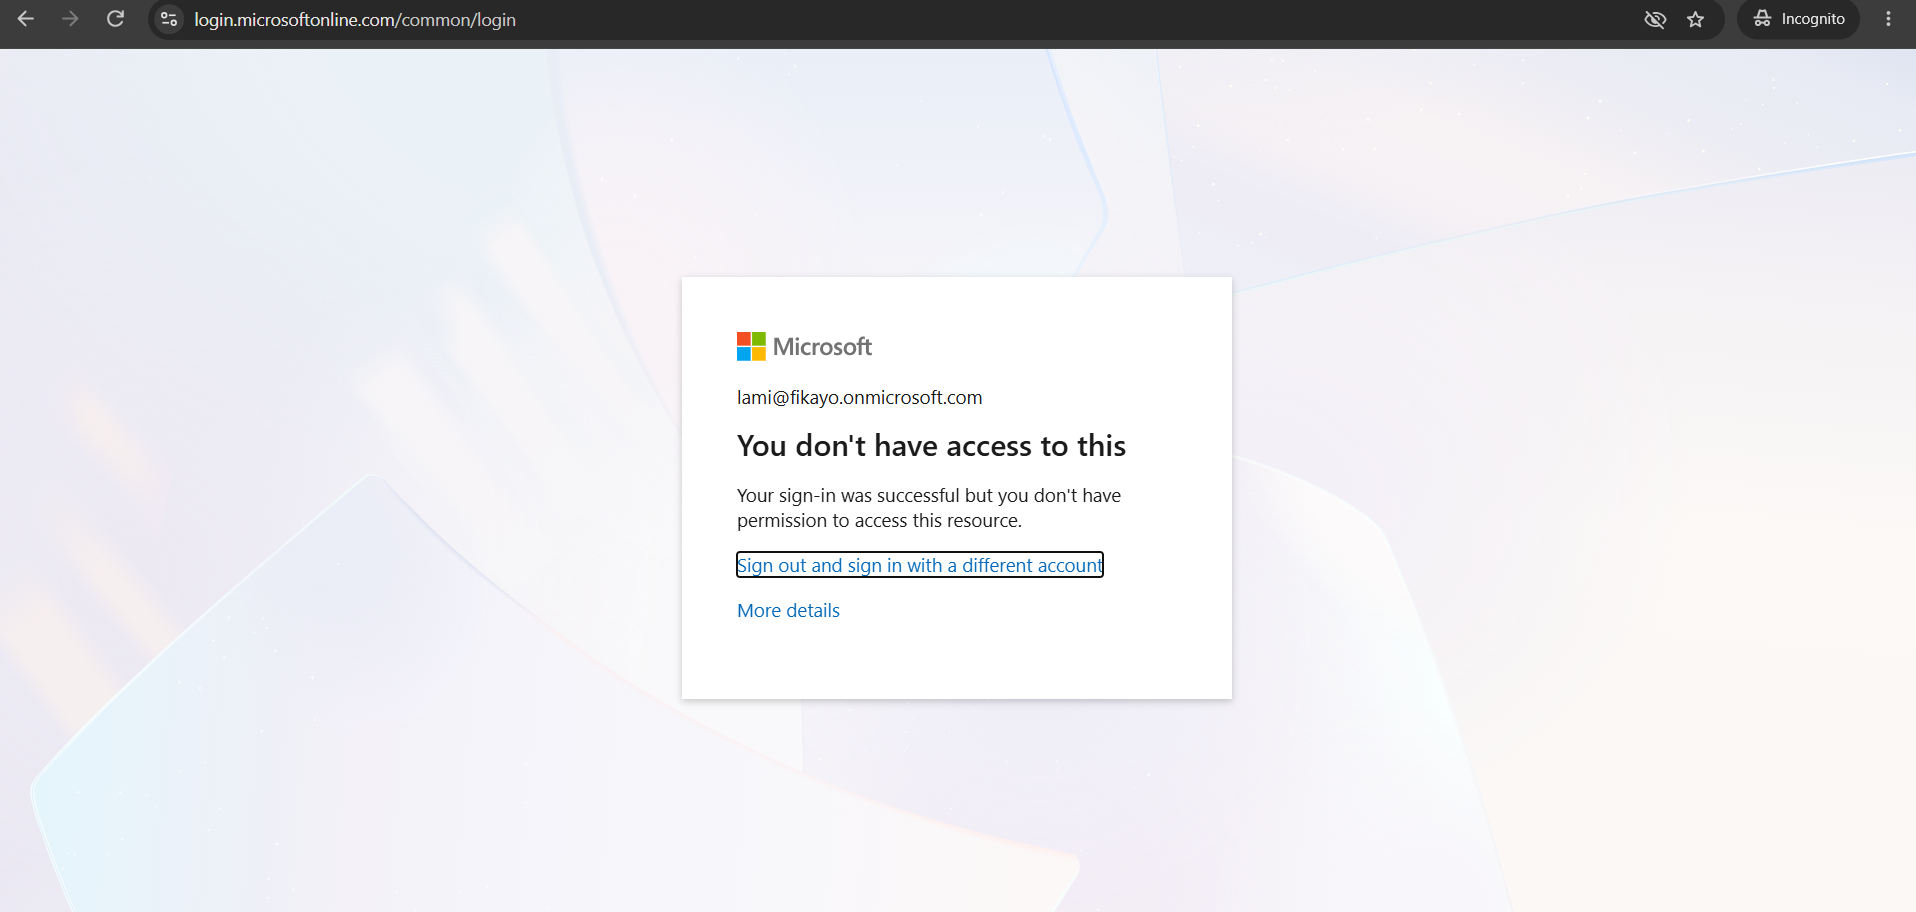 login.microsoftonline.com/common/login
Incognito
Microsoft
lami@fikayo.onmicrosoft.com
You don't have access to this
Your sign-in was successful but you don't have
permission to access this resource.
Sign out and sign in with a different account
More details